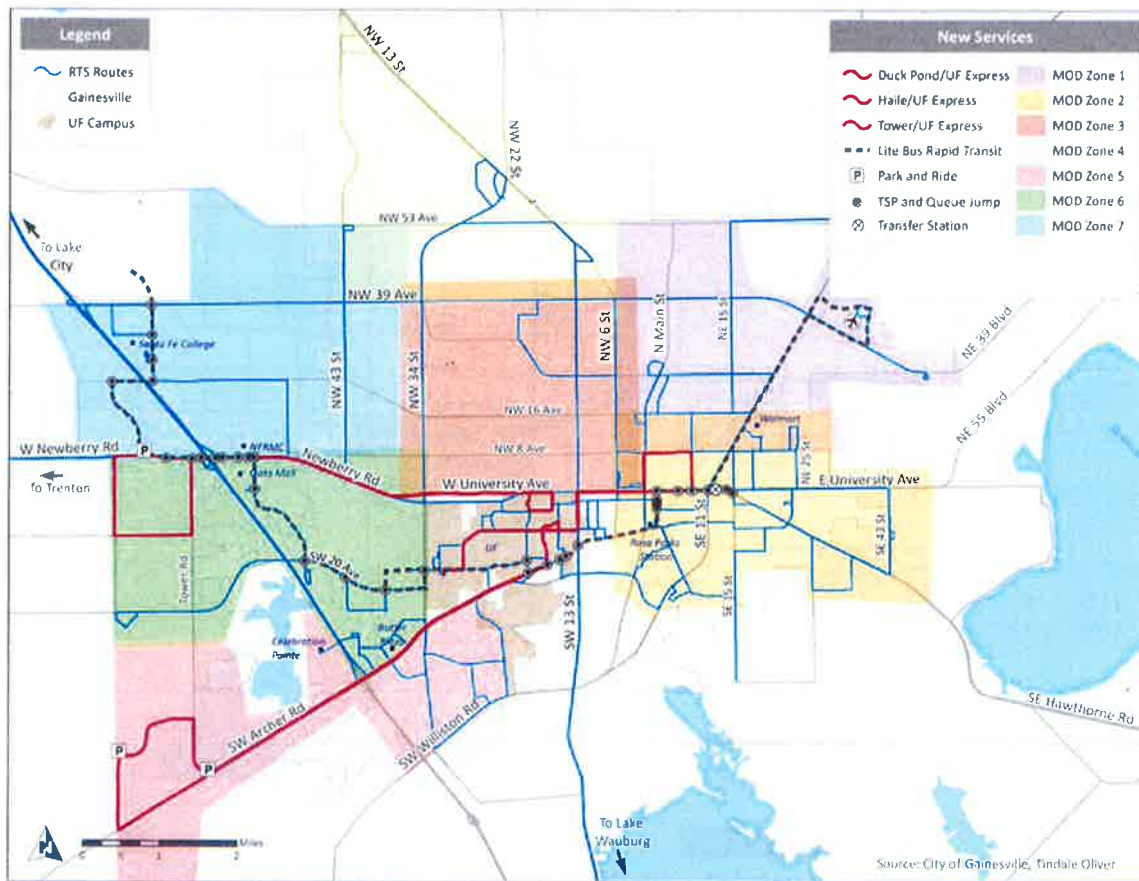 Legend
RTS Routes
Gainesville
UF Campus
New Services
Duck Pond/UF Express
Haile/UF Express
Tower/UF Express
Lite Bus Rapid Transit
P
Park and Ride
TSP and Queue Jump
Transfer Station
MOD Zone 1
MOD Zone 2
MOD Zone 3
MOD Zone 4
MOD Zone 5
MOD Zone 6
MOD Zone 7
NW 13 St
NW 22 St
NW 53 Ave
To Lake
City
NW 39 Ave
Santa Fe College
NW 43 St
NW 34 St
NW 6 St
N Main St
NE 15 St
NE 39 Blvd
NE 55 Blvd
NW 16 Ave
Walmart
W Newberry Rd
P
NFRMC
Oaks Mall
Newberry Rd
NW 8 Ave
NE 25 St
To Trenton
W University Ave
E University Ave
UF
SE 11 St
Rosa Parks
Station
SE 43 St
Tower Rd
SW 20 Ave
SE 15 St
SW 13 St
Celebration
Pointe
Butler
Plaza
SE Hawthorne Rd
SW Archer Rd
SW Williston Rd
P
P
To Lake
Wauburg
0
1
2
Miles
N
Source: City of Gainesville, Tindale Oliver